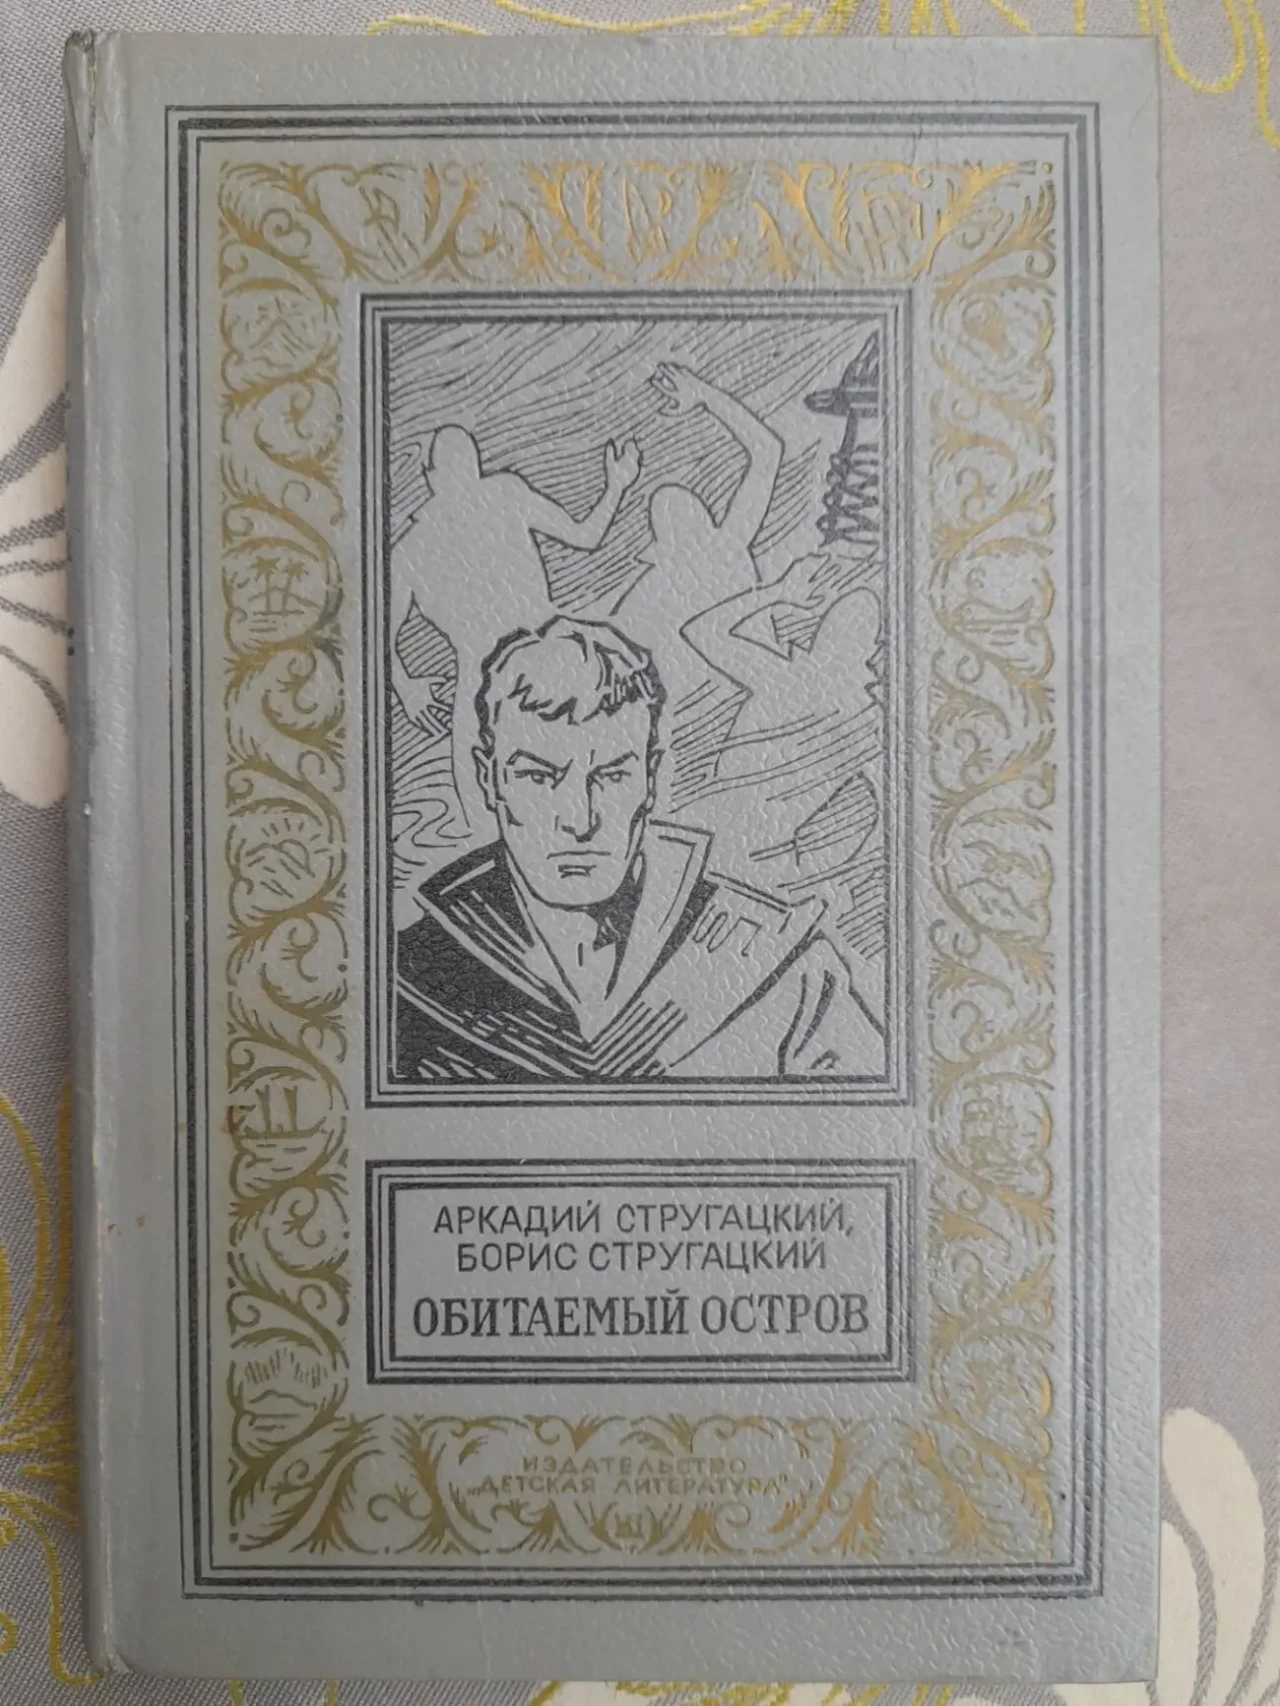 АРКАДИЙ СТРУГАЦКИЙ,
БОРИС СТРУГАЦКИЙ
ОБИТАЕМЫЙ ОСТРОВ
ИЗДАТЕЛЬСТВО
„ДЕТСКАЯ ЛИТЕРАТУРА"